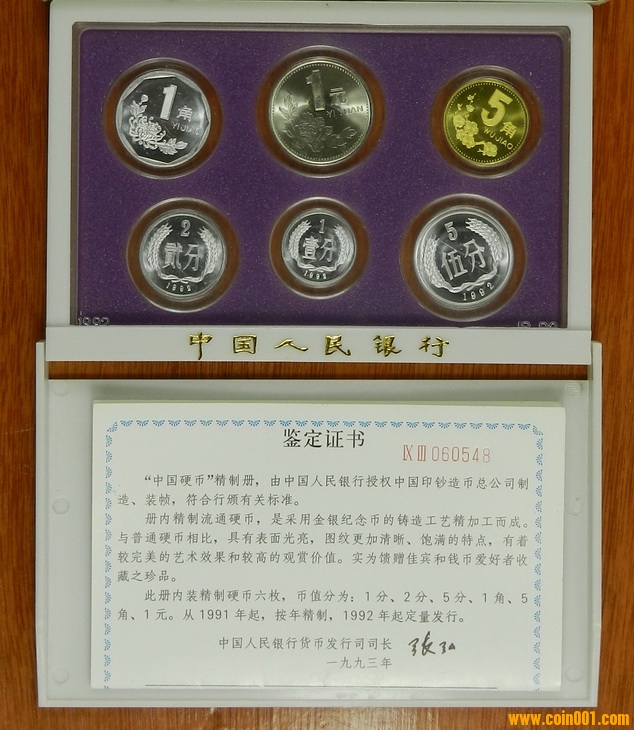 1角
YI JIAO
1元
YI YUAN
5角
WU JIAO
2
贰分
1992
1
壹分
1992
5
伍分
1992
1992
中国人民银行
鉴定证书
ⅨⅢ060548
“中国硬币”精制册，由中国人民银行授权中国印钞造币总公司制
造、装帧，符合行颁有关标准。
册内精制流通硬币，是采用金银纪念币的铸造工艺精加工而成。
与普通硬币相比，具有表面光亮，图纹更加清晰、饱满的特点，有着
较完美的艺术效果和较高的观赏价值。实为馈赠佳宾和钱币爱好者收
藏之珍品。
此册内装精制硬币六枚，币值分为：1分、2分、5分、1角、5
角、1元。从1991年起，按年精制，1992年起定量发行。
中国人民银行货币发行司司长
一九九三年
www.coin001.com